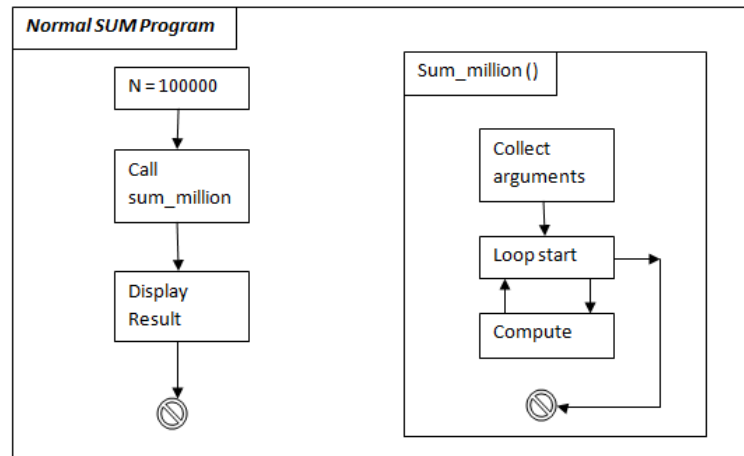 Normal SUM Program
N = 100000
Call
sum_million
Display
Result
Sum_million ()
Collect
arguments
Loop start
Compute